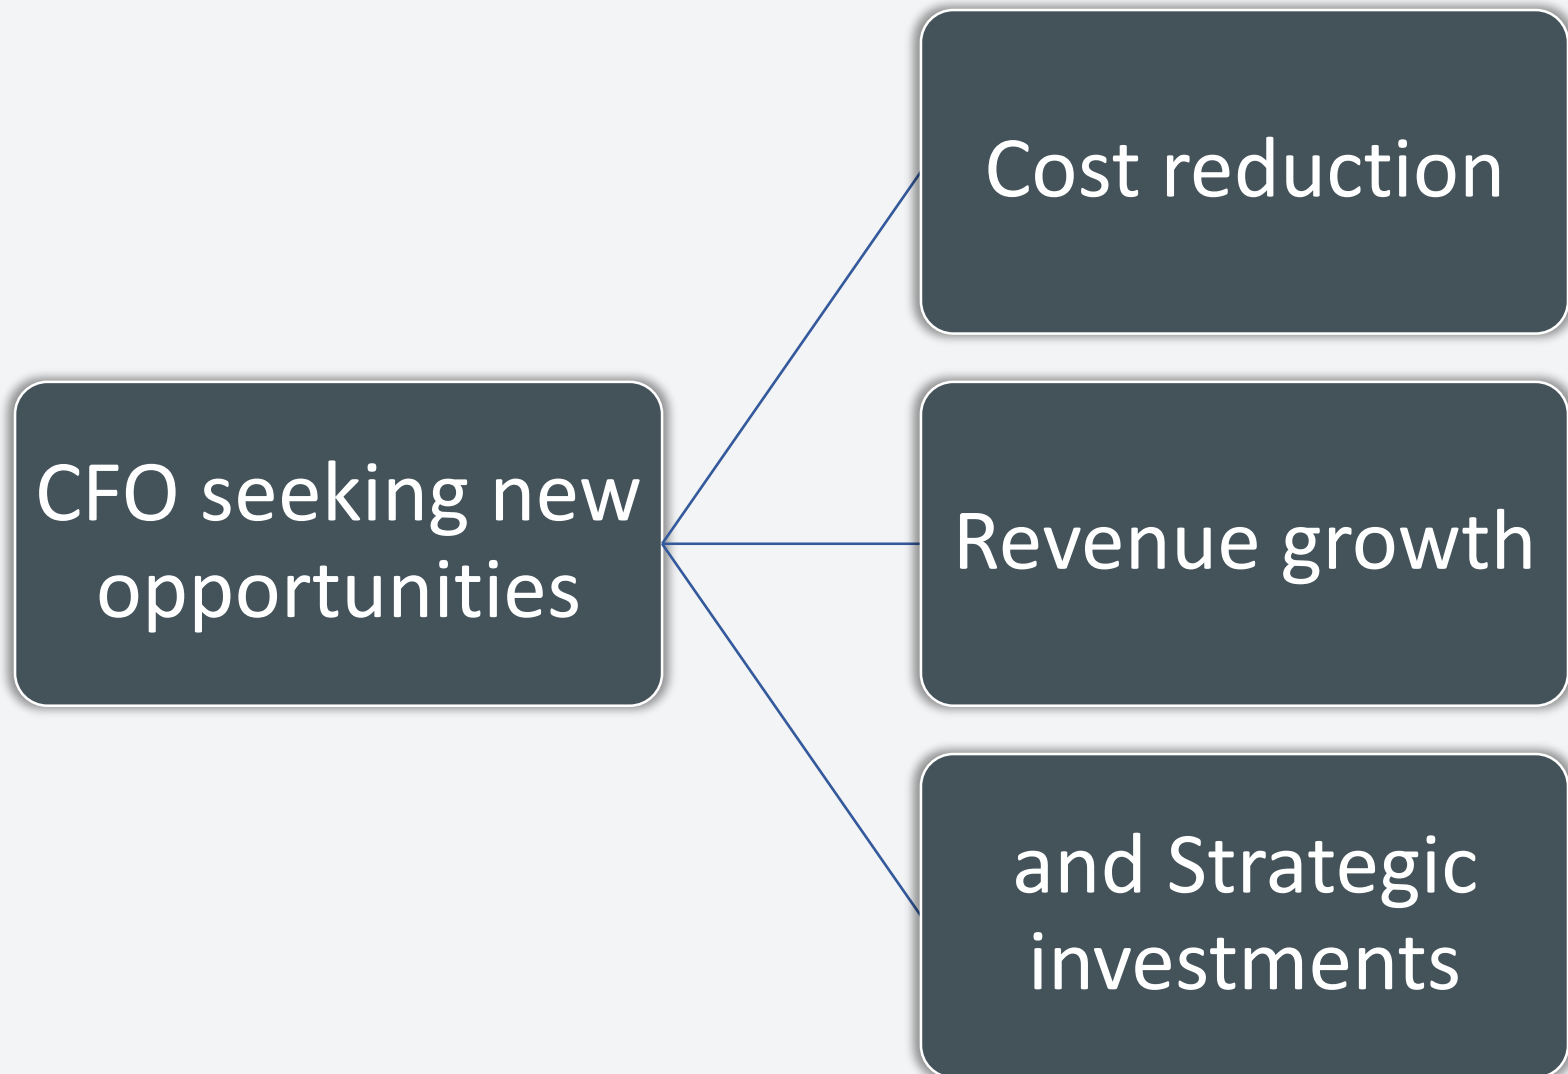 Cost reduction
CFO seeking new
opportunities
Revenue growth
and Strategic
investments